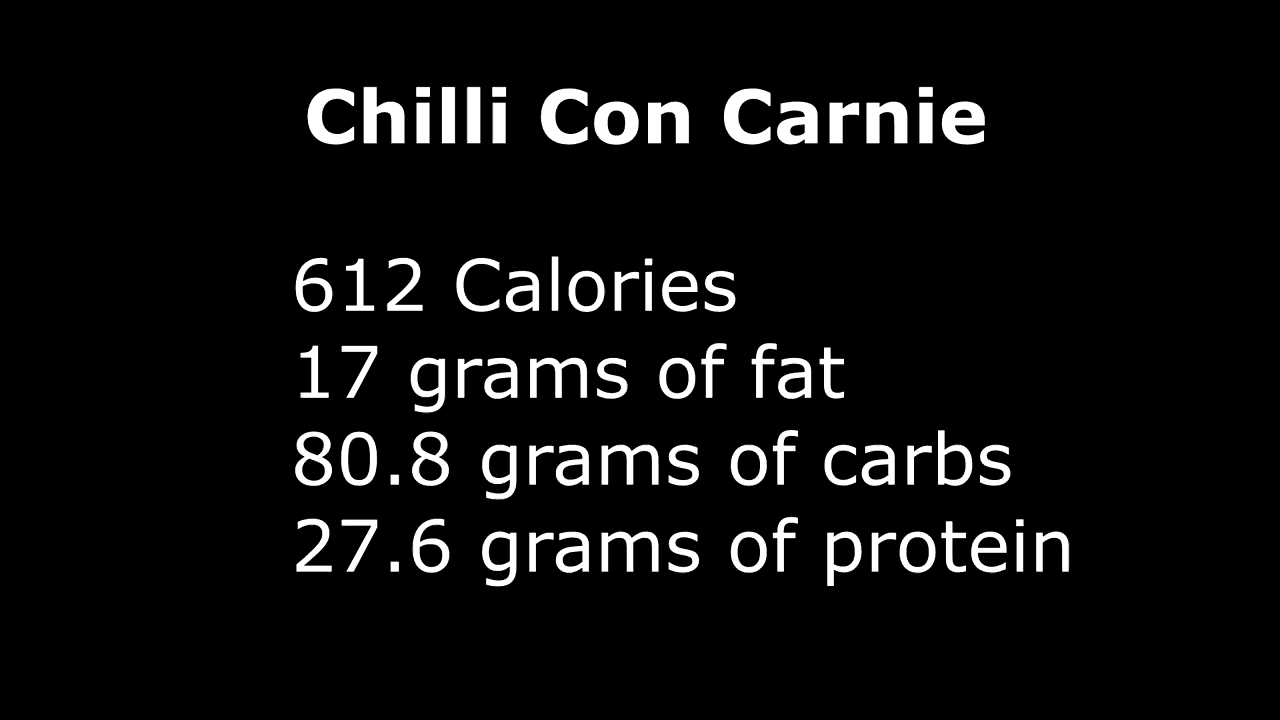 Chilli Con Carnie
612 Calories
17 grams of fat
80.8 grams of carbs
27.6 grams of protein